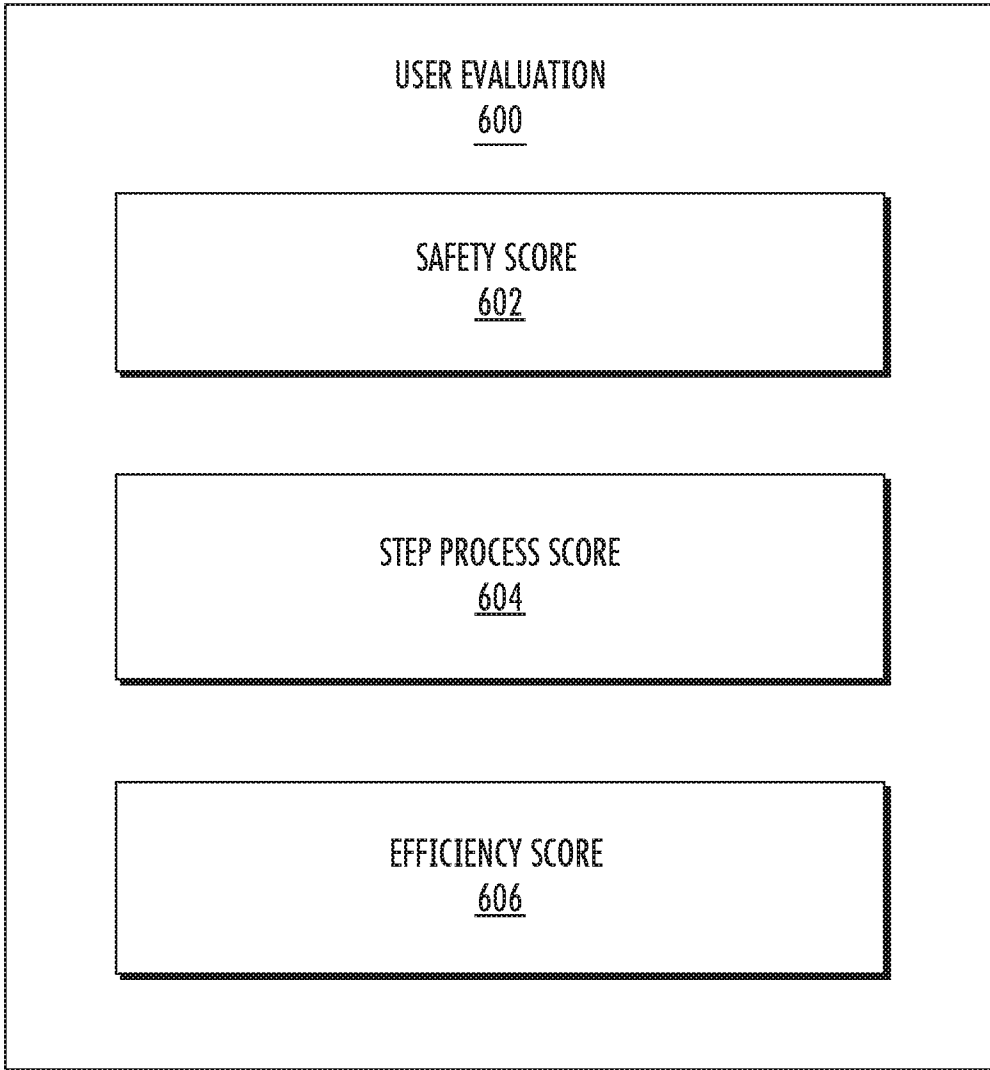 USER EVALUATION
600
SAFETY SCORE
602
STEP PROCESS SCORE
604
EFFICIENCY SCORE
606